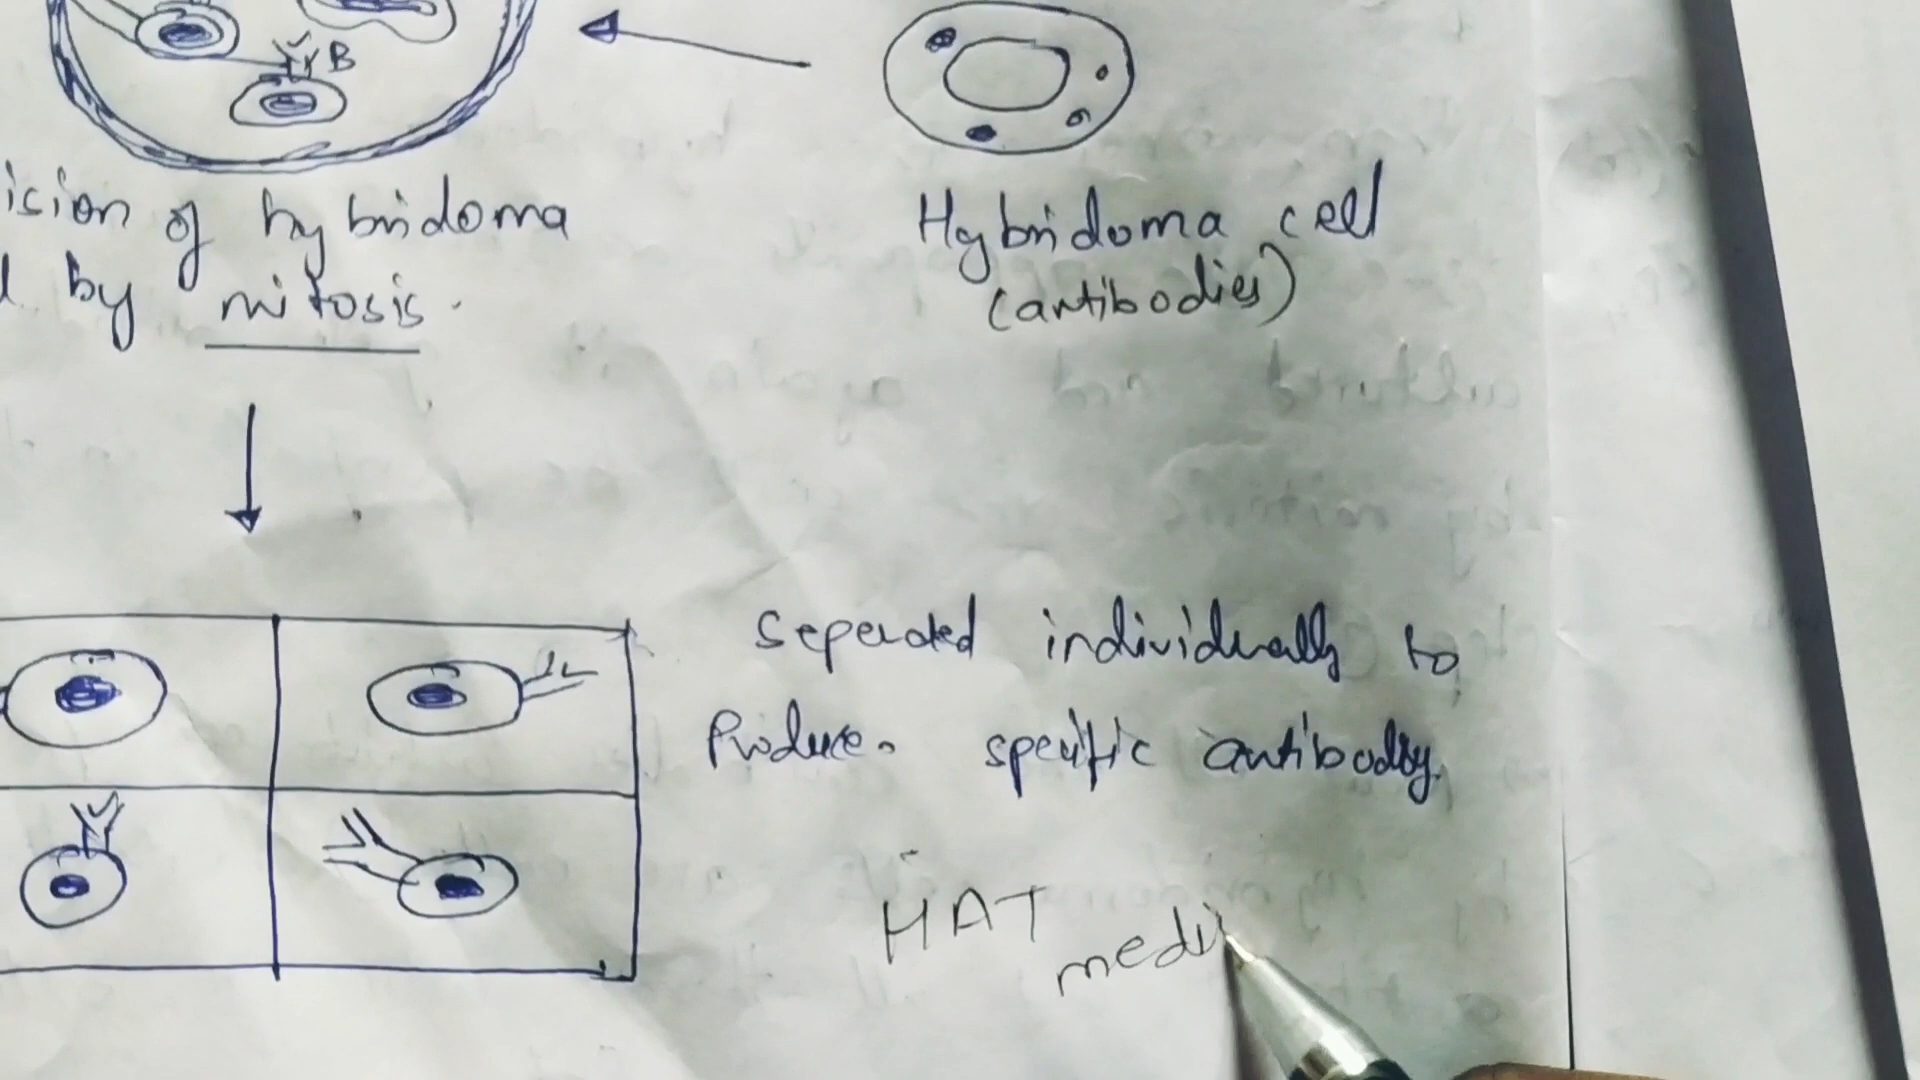 B
ision of hybridoma
by mitosis.
Hybridoma cell
(antibodies)
Seperated individually to
Produce. specific antibody.
HAT
medi